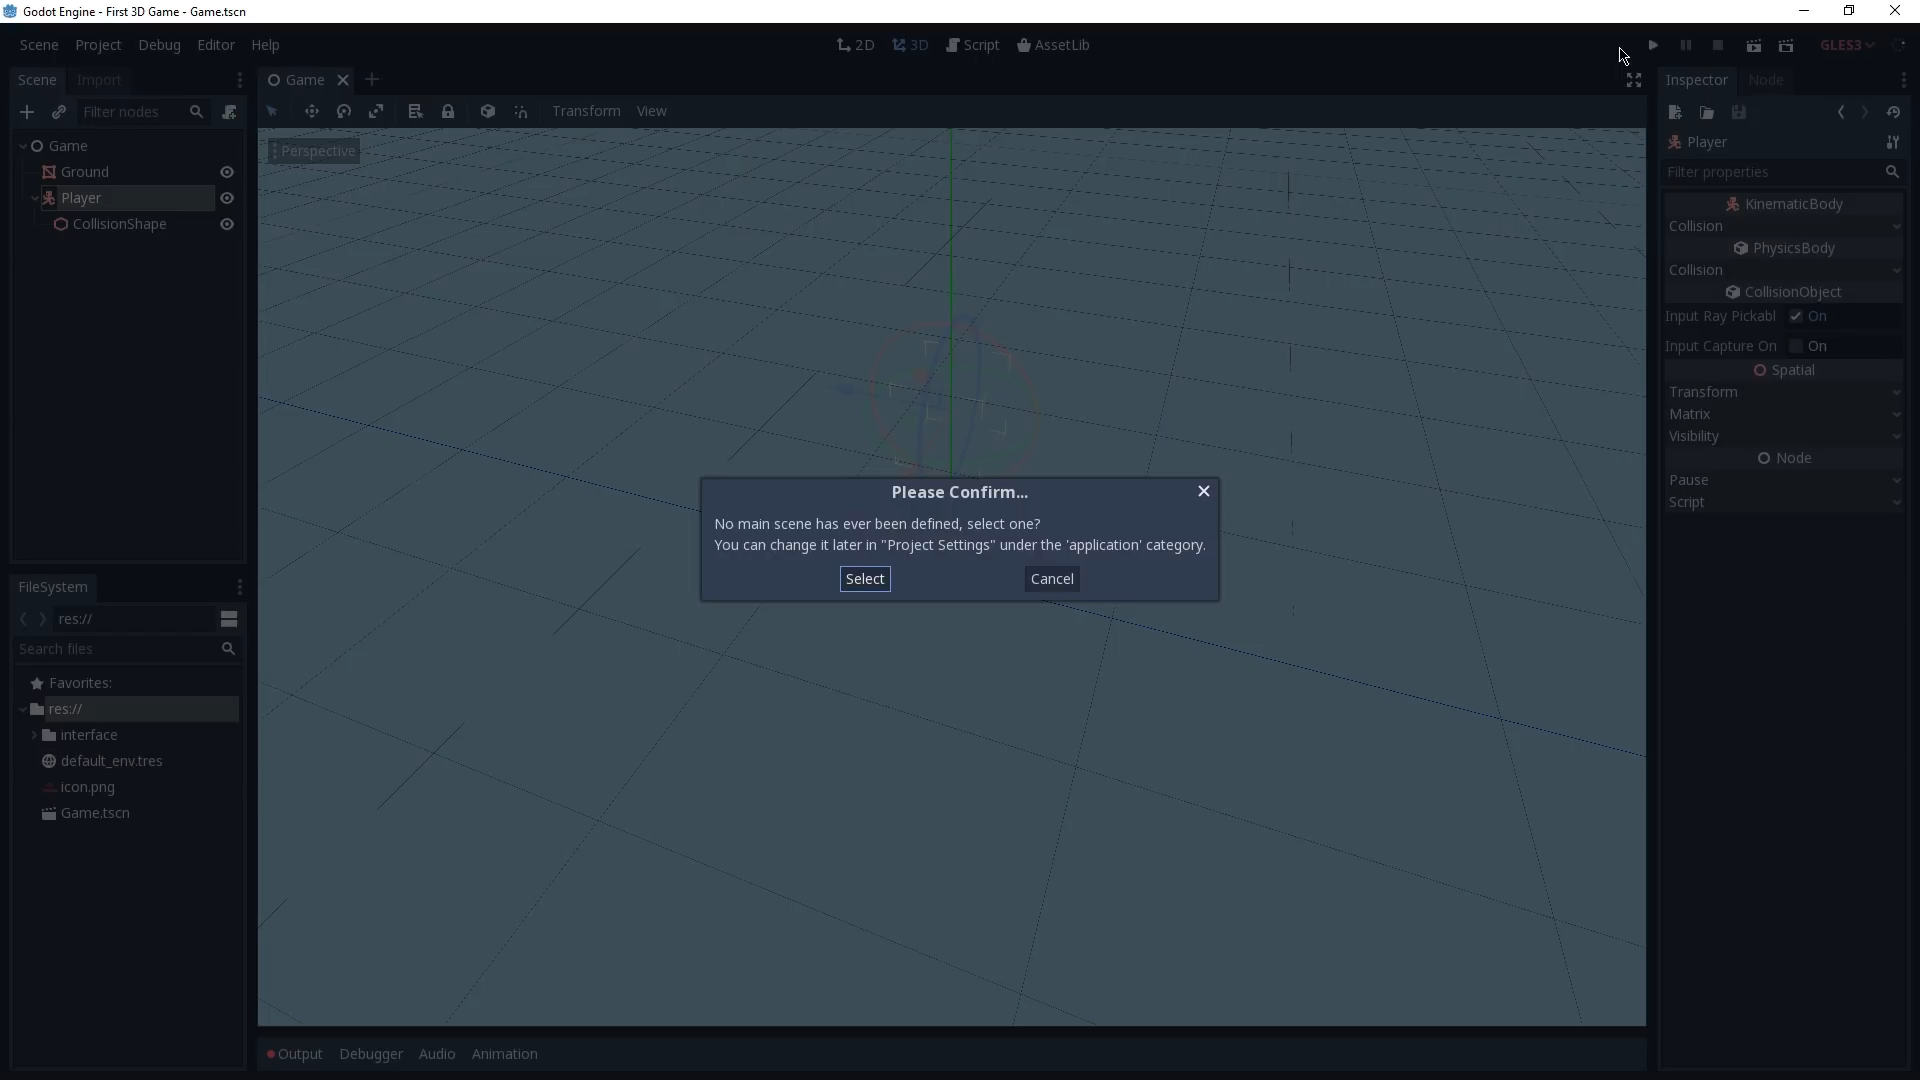 Godot Engine - First 3D Game - Game.tscn
Scene Project Debug Editor Help
2D 3D Script AssetLib
GLES3
Scene Import
Game
Inspector Node
Filter nodes
Transform View
Game
Ground
Player
CollisionShape
Perspective
Player
Filter properties
KinematicBody
Collision
PhysicsBody
Collision
CollisionObject
Input Ray Pickabl On
Input Capture On On
Spatial
Transform
Matrix
Visibility
Node
Pause
Script
Please Confirm...
No main scene has ever been defined, select one?
You can change it later in "Project Settings" under the 'application' category.
Select Cancel
FileSystem
res://
Search files
Favorites:
res://
interface
default_env.tres
icon.png
Game.tscn
Output Debugger Audio Animation